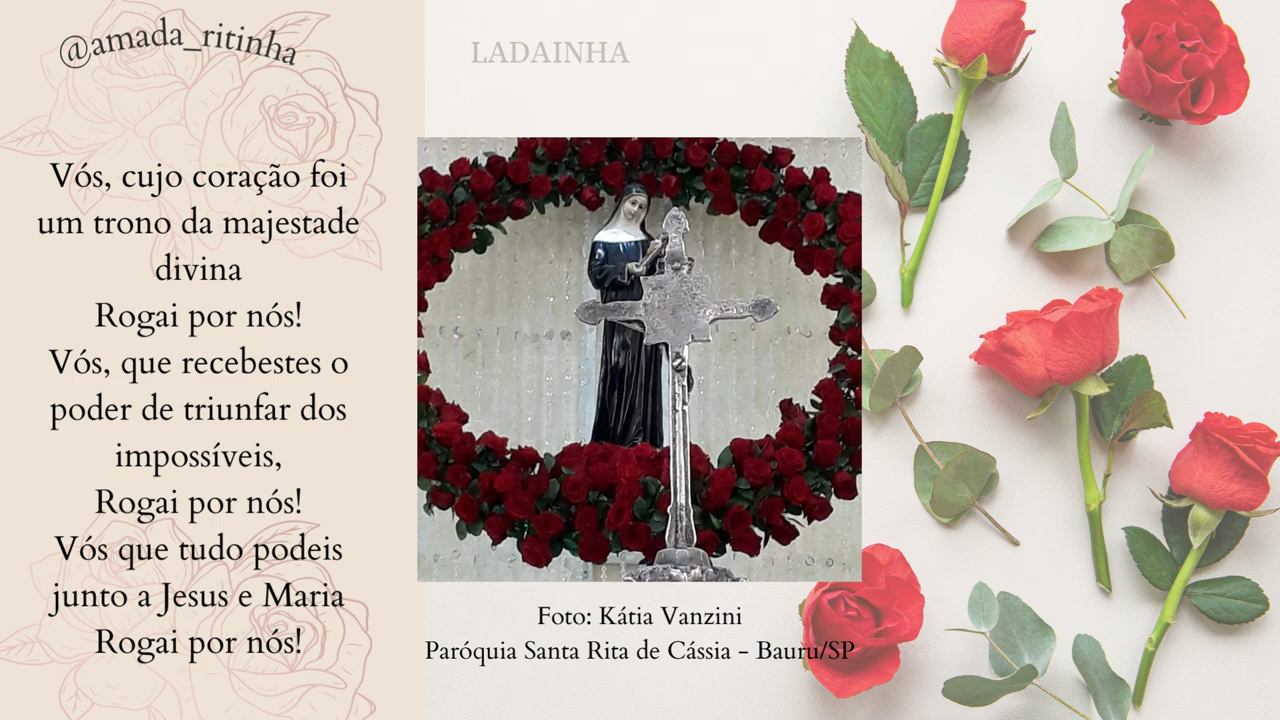 @amada_ritinha
LADAINHA
Vós, cujo coração foi
um trono da majestade
divina
Rogai por nós!
Vós, que recebestes o
poder de triunfar dos
impossíveis,
Rogai por nós!
Vós que tudo podeis
junto a Jesus e Maria
Rogai por nós!
Foto: Kátia Vanzini
Paróquia Santa Rita de Cássia - Bauru/SP